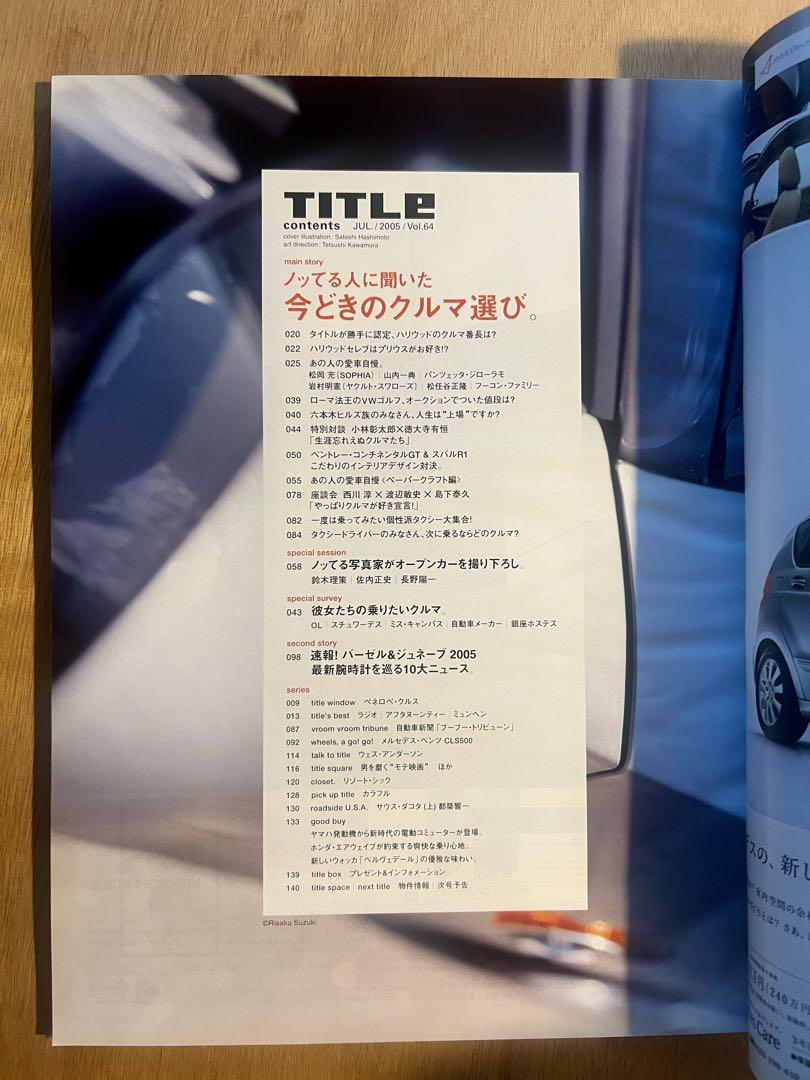 TITLe
contents JUL./2005/Vol.64
cover illustration : Satoshi Hashimoto
art direction : Tetsushi Kawamura
main story
ノッてる人に聞いた
今どきのクルマ選び。
020 タイトルが勝手に認定、ハリウッドのクルマ番長は?
022 ハリウッドセレブはプリウスがお好き!?
025 あの人の愛車自慢。
松岡 充(SOPHIA)｜山内一典｜パンツェッタ・ジローラモ｜
岩村明憲(ヤクルト・スワローズ)｜松任谷正隆｜フーコン・ファミリー
039 ローマ法王のVWゴルフ、オークションでついた値段は?
040 六本木ヒルズ族のみなさん、人生は“上場”ですか?
044 特別対談 小林彰太郎×徳大寺有恒
「生涯忘れえぬクルマたち」
050 ベントレー・コンチネンタルGT & スバルR1
こだわりのインテリアデザイン対決。
055 あの人の愛車自慢〈ペーパークラフト編〉
078 座談会 西川 淳 × 渡辺敏史 × 島下泰久
「やっぱりクルマが好き宣言!」
082 一度は乗ってみたい個性派タクシー大集合!
084 タクシードライバーのみなさん、次に乗るならどのクルマ?
special session
058 ノッてる写真家がオープンカーを撮り下ろし。
鈴木理策｜佐内正史｜長野陽一
special survey
043 彼女たちの乗りたいクルマ。
OL｜スチュワーデス｜ミス・キャンパス｜自動車メーカー｜銀座ホステス
second story
098 速報! バーゼル&ジュネーブ 2005
最新腕時計を巡る10大ニュース。
series
009 title window ペネロペ・クルス
013 title's best ラジオ｜アフタヌーンティー｜ミュンヘン
087 vroom vroom tribune 自動車新聞「ブーブー・トリビューン」
092 wheels, a go! go! メルセデス・ベンツ CLS500
114 talk to title ウェス・アンダーソン
116 title square 男を磨く“モテ映画” ほか
120 closet. リゾート・シック
128 pick up title カラフル
130 roadside U.S.A. サウス・ダコタ(上) 都築響一
133 good buy
ヤマハ発動機から新時代の電動コミューターが登場。
ホンダ・エアウェイブが約束する爽快な乗り心地。
新しいウォッカ「ベルヴェデール」の優雅な味わい。
139 title box プレゼント&インフォメーション
140 title space｜next title 物件情報｜次号予告
©Risaku Suzuki
スの、新し
円(240万円
Care